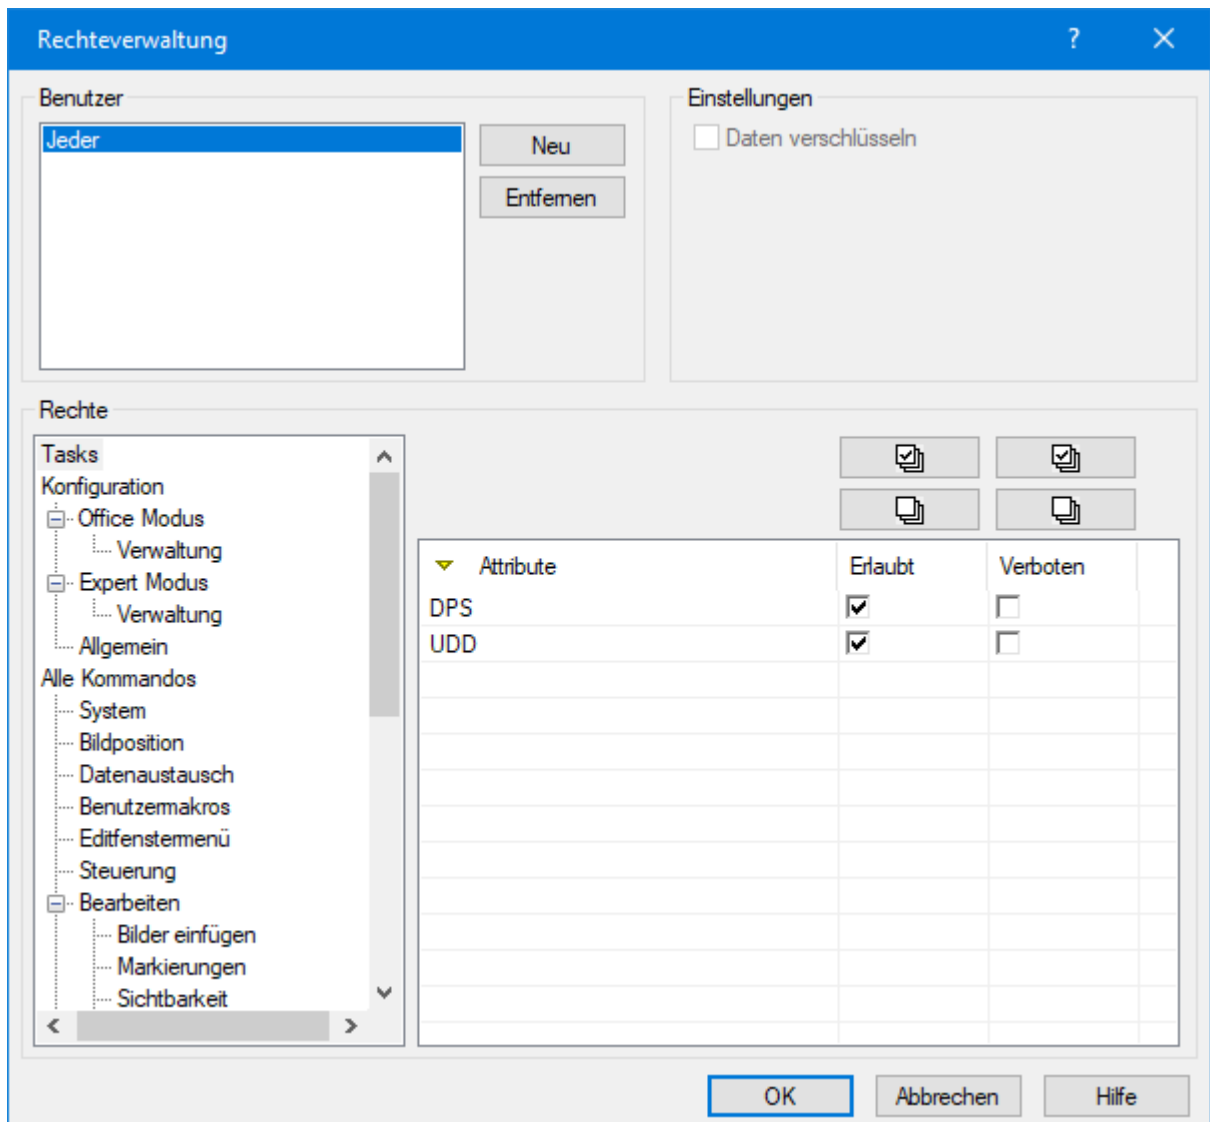 Rechteverwaltung
Benutzer
Jeder
Neu
Entfernen
Einstellungen
Daten verschlüsseln
Rechte
Tasks
Konfiguration
Office Modus
Verwaltung
Expert Modus
Verwaltung
Allgemein
Alle Kommandos
System
Bildposition
Datenaustausch
Benutzermakros
Editfenstermenü
Steuerung
Bearbeiten
Bilder einfügen
Markierungen
Sichtbarkeit
Attribute Erlaubt Verboten
DPS
UDD
OK Abbrechen Hilfe